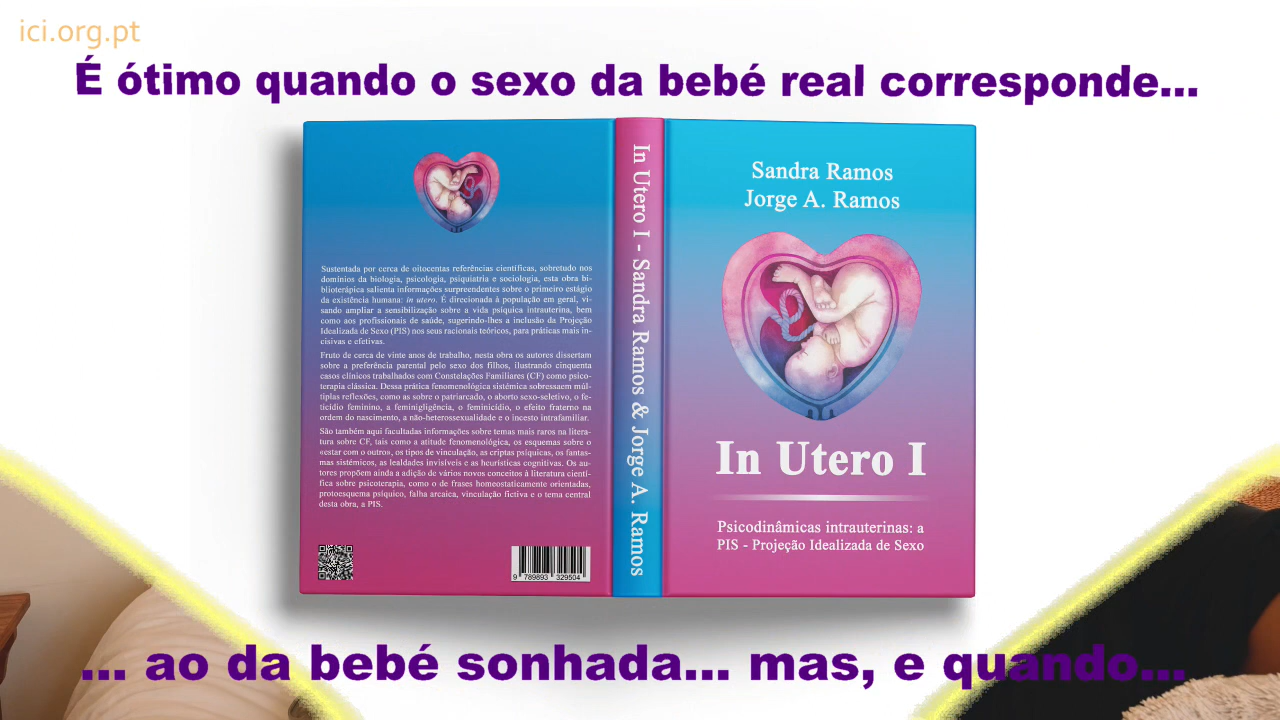 ici.org.pt
É ótimo quando o sexo da bebé real corresponde...
Sustentada por cerca de oitocentas referências científicas, sobretudo nos
domínios da biologia, psicologia, psiquiatria e sociologia, esta obra bi-
blioterápica salienta informações surpreendentes sobre o primeiro estágio
da existência humana: in utero. É direcionada à população em geral, vi-
sando ampliar a sensibilização sobre a vida psíquica intrauterina, bem
como aos profissionais de saúde, sugerindo-lhes a inclusão da Projeção
Idealizada de Sexo (PIS) nos seus racionais teóricos, para práticas mais in-
cisivas e efetivas.
Fruto de cerca de vinte anos de trabalho, nesta obra os autores dissertam
sobre a preferência parental pelo sexo dos filhos, ilustrando cinquenta
casos clínicos trabalhados com Constelações Familiares (CF) como psico-
terapia clássica. Dessa prática fenomenológica sistémica sobressaem múl-
tiplas reflexões, como as sobre o patriarcado, o aborto sexo-seletivo, o fe-
ticídio feminino, a feminigligência, o feminicídio, o efeito fraterno na
ordem do nascimento, a não-heterossexualidade e o incesto intrafamiliar.
São também aqui facultadas informações sobre temas mais raros na litera-
tura sobre CF, tais como a atitude fenomenológica, os esquemas sobre o
«estar com o outro», os tipos de vinculação, as criptas psíquicas, os fantas-
mas sistémicos, as lealdades invisíveis e as heurísticas cognitivas. Os au-
tores propõem ainda a adição de vários novos conceitos à literatura cientí-
fica sobre psicoterapia, como o de frases homeostaticamente orientadas,
protoesquema psíquico, falha arcaica, vinculação fictiva e o tema central
desta obra, a PIS.
9 789893 329504
In Utero I - Sandra Ramos & Jorge A. Ramos
Sandra Ramos
Jorge A. Ramos
In Utero I
Psicodinâmicas intrauterinas: a
PIS - Projeção Idealizada de Sexo
... ao da bebé sonhada... mas, e quando...